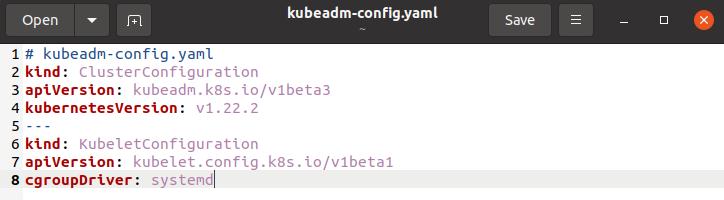 Open
kubeadm-config.yaml
~
Save
1 # kubeadm-config.yaml
2 kind: ClusterConfiguration
3 apiVersion: kubeadm.k8s.io/v1beta3
4 kubernetesVersion: v1.22.2
5 ---
6 kind: KubeletConfiguration
7 apiVersion: kubelet.config.k8s.io/v1beta1
8 cgroupDriver: systemd